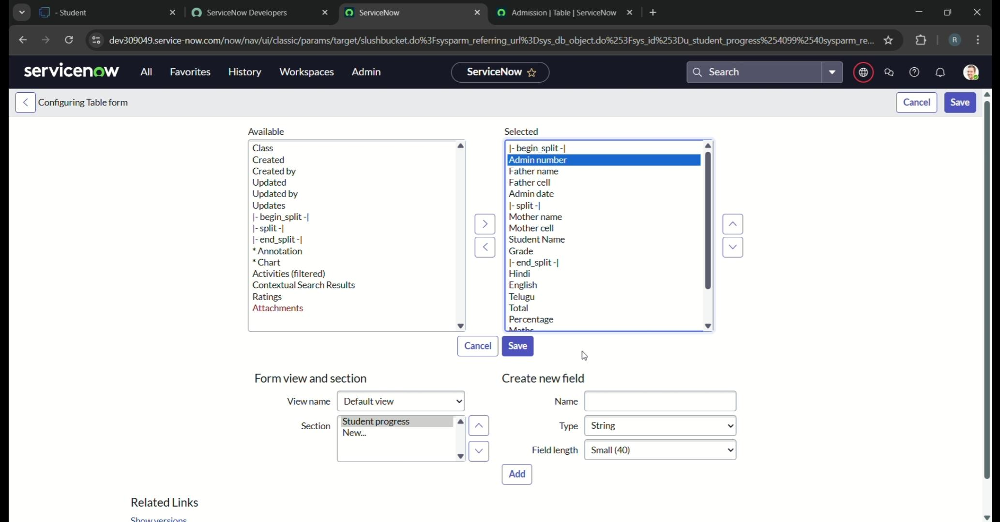 - Student
ServiceNow Developers
ServiceNow
Admission | Table | ServiceNow
dev309049.service-now.com/now/nav/ui/classic/params/target/slushbucket.do%3Fsysparm_referring_url%3Dsys_db_object.do%253Fsys_id%253Du_student_progress%254099%2540sysparm_re...
R
servicenow
All
Favorites
History
Workspaces
Admin
ServiceNow
Search
Configuring Table form
Cancel
Save
Available
Class
Created
Created by
Updated
Updated by
Updates
|- begin_split -|
|- split -|
|- end_split -|
* Annotation
* Chart
Activities (filtered)
Contextual Search Results
Ratings
Attachments
Selected
|- begin_split -|
Admin number
Father name
Father cell
Admin date
|- split -|
Mother name
Mother cell
Student Name
Grade
|- end_split -|
Hindi
English
Telugu
Total
Percentage
Maths
Cancel
Save
Form view and section
View name
Default view
Section
Student progress
New...
Create new field
Name
Type
String
Field length
Small (40)
Add
Related Links
Show versions